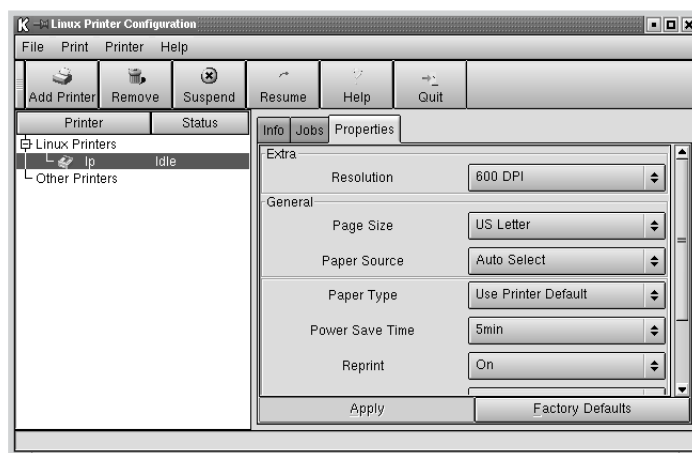 Linux Printer Configuration
File Print Printer Help
Add Printer Remove Suspend Resume Help Quit
Printer Status
Linux Printers
lp Idle
Other Printers
Info Jobs Properties
Extra
Resolution 600 DPI
General
Page Size US Letter
Paper Source Auto Select
Paper Type Use Printer Default
Power Save Time 5min
Reprint On
Apply Factory Defaults